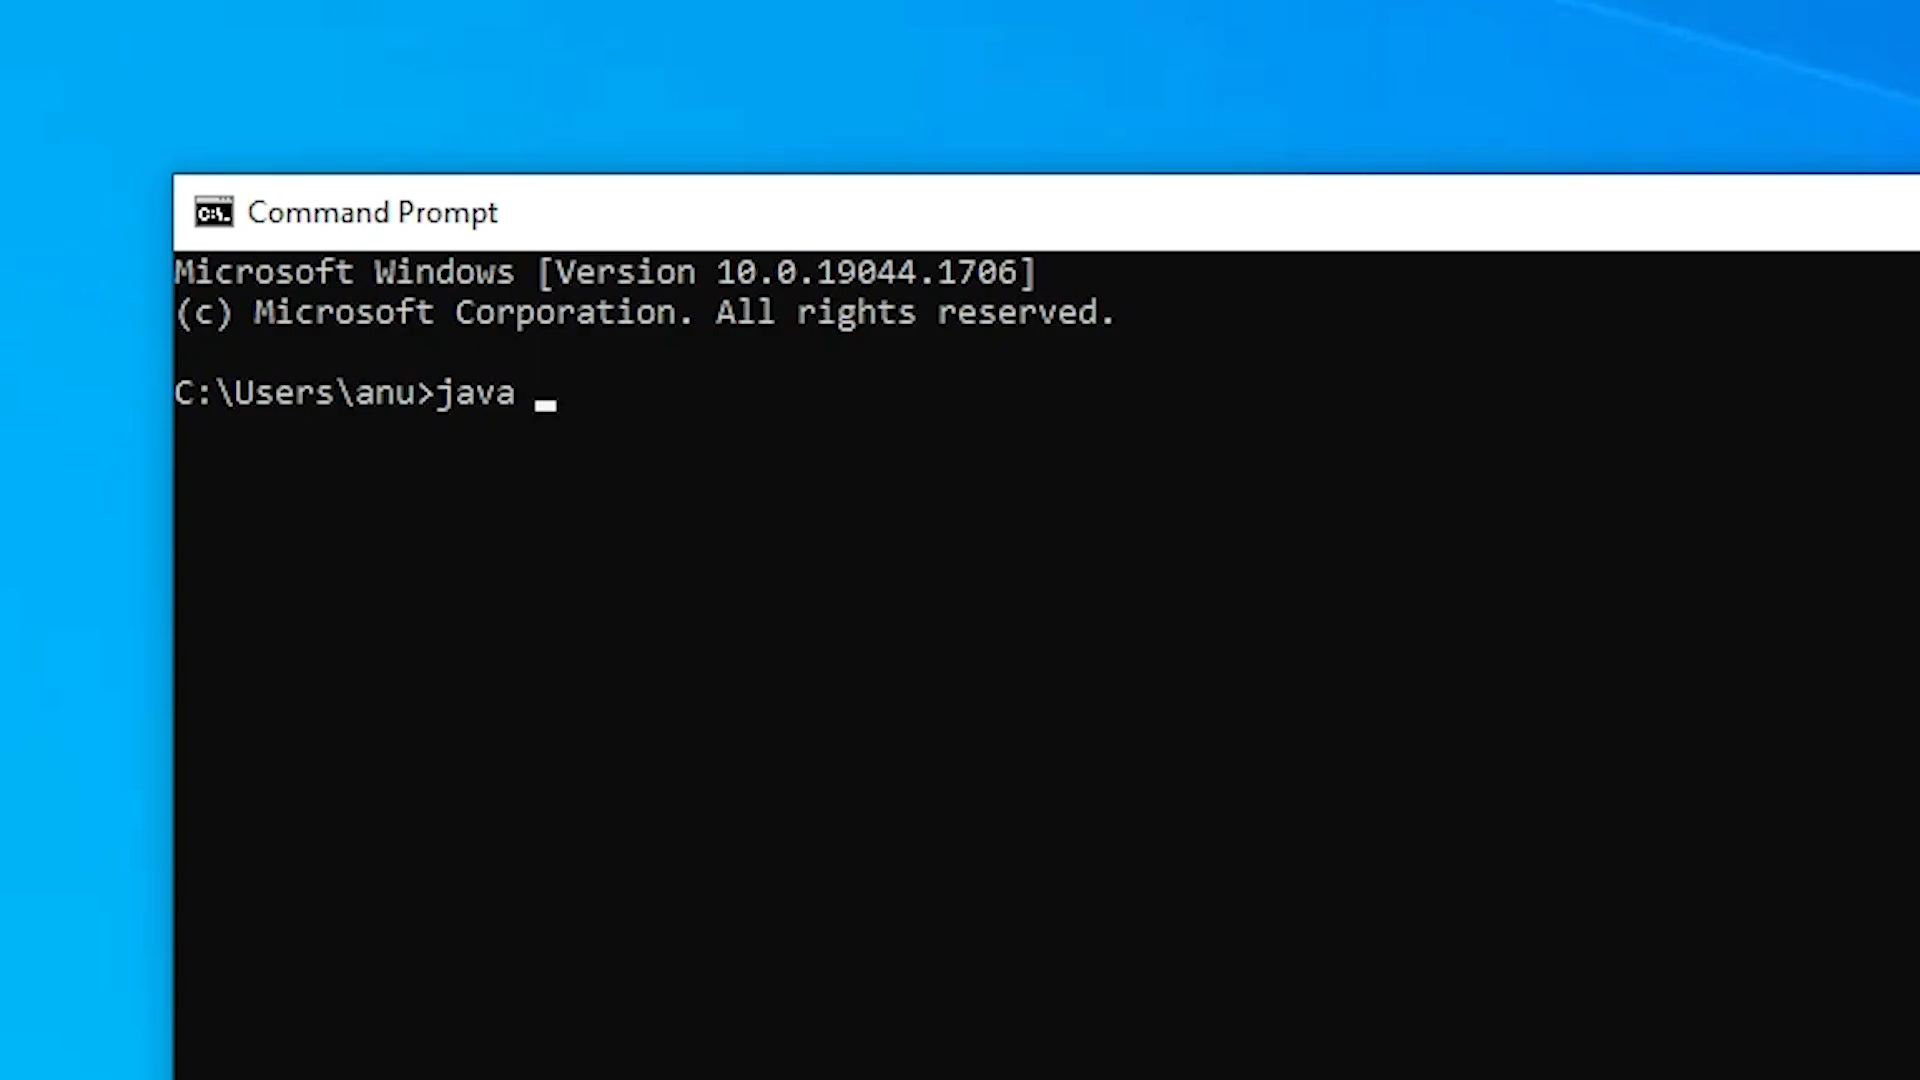 Command Prompt
Microsoft Windows [Version 10.0.19044.1706]
(c) Microsoft Corporation. All rights reserved.
C:\Users\anu>java